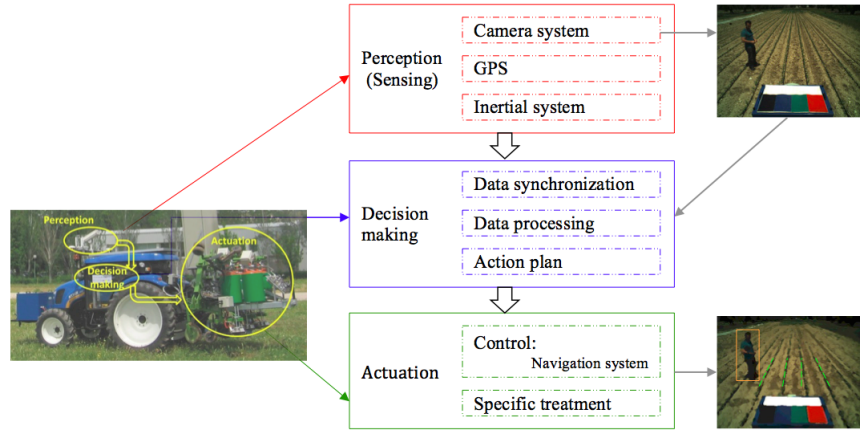 Perception
(Sensing)
Camera system
GPS
Inertial system
Decision
making
Data synchronization
Data processing
Action plan
Perception
Actuation
Decision
making
Actuation
Control:
Navigation system
Specific treatment